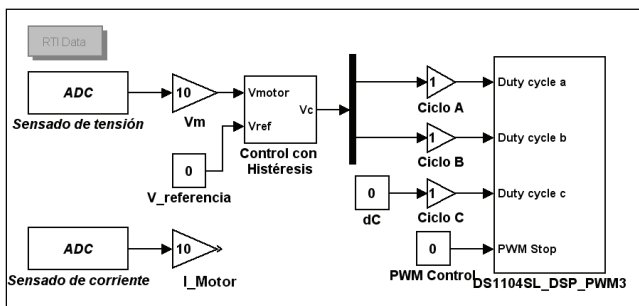 RTI Data
ADC
Sensado de tensión
10
Vm
Vmotor
Vref
Vc
Control con
Histéresis
0
V_referencia
ADC
Sensado de corriente
10
I_Motor
1
Ciclo A
1
Ciclo B
0
dC
1
Ciclo C
0
PWM Control
Duty cycle a
Duty cycle b
Duty cycle c
PWM Stop
DS1104SL_DSP_PWM3